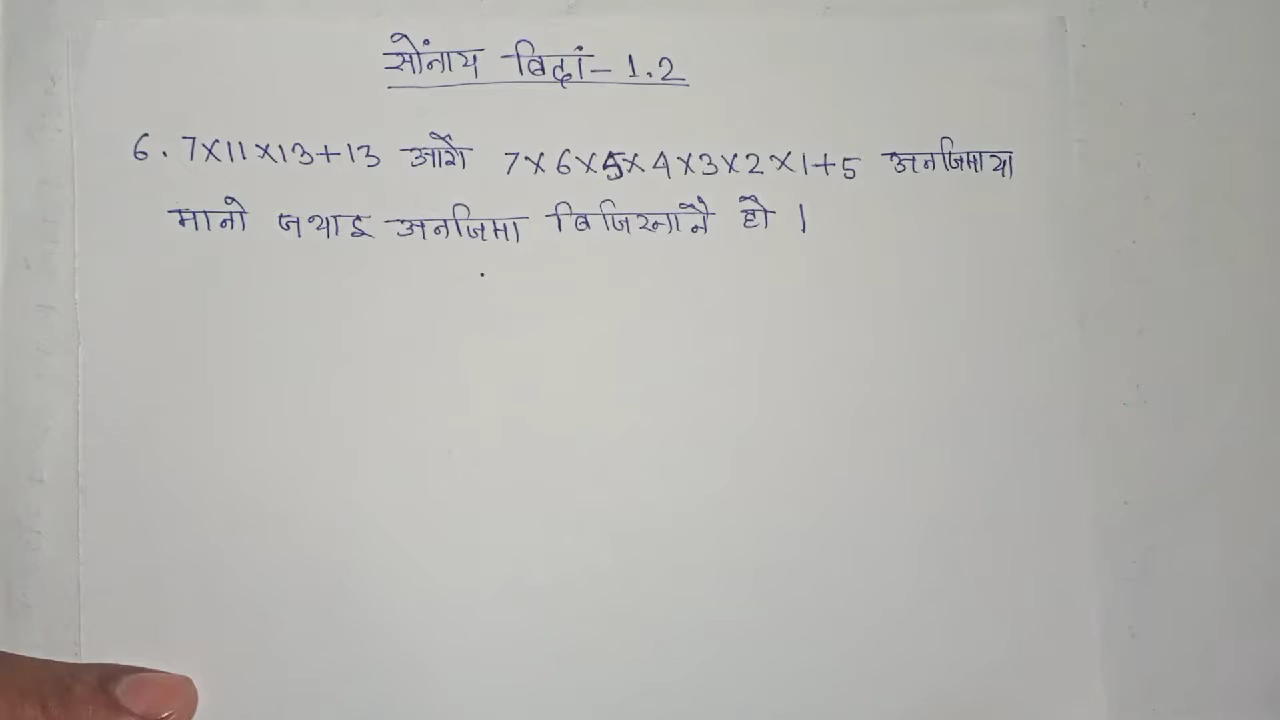 सोंनाय बिदां - 1.2
6. 7×11×13+13 आरो 7×6×5×4×3×2×1+5 अनजिमाया
मानो जथाइ अनजिमा बिजिरनानै हो ।